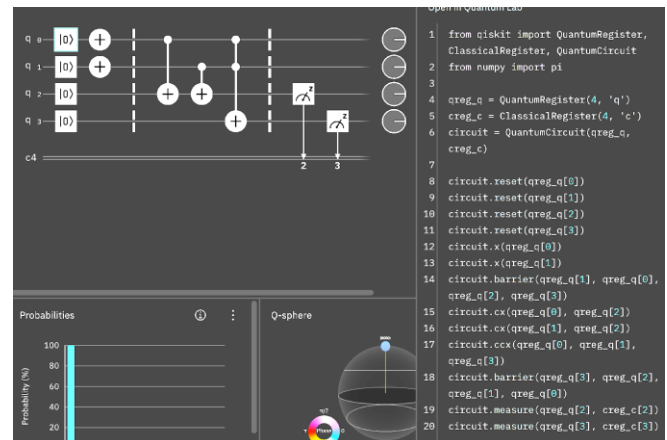 Open in Quantum Lab
q 0 |0⟩ +
q 1 |0⟩ +
q 2 |0⟩ + + z
q 3 |0⟩ + z
c4 2 3
1 from qiskit import QuantumRegister,
ClassicalRegister, QuantumCircuit
2 from numpy import pi
3
4 qreg_q = QuantumRegister(4, 'q')
5 creg_c = ClassicalRegister(4, 'c')
6 circuit = QuantumCircuit(qreg_q,
creg_c)
7
8 circuit.reset(qreg_q[0])
9 circuit.reset(qreg_q[1])
10 circuit.reset(qreg_q[2])
11 circuit.reset(qreg_q[3])
12 circuit.x(qreg_q[0])
13 circuit.x(qreg_q[1])
14 circuit.barrier(qreg_q[1], qreg_q[0],
qreg_q[2], qreg_q[3])
15 circuit.cx(qreg_q[0], qreg_q[2])
16 circuit.cx(qreg_q[1], qreg_q[2])
17 circuit.ccx(qreg_q[0], qreg_q[1],
qreg_q[3])
18 circuit.barrier(qreg_q[3], qreg_q[2],
qreg_q[1], qreg_q[0])
19 circuit.measure(qreg_q[2], creg_c[2])
20 circuit.measure(qreg_q[3], creg_c[3])
Probabilities
Probability (%)
100
80
60
40
20
Q-sphere
Phase